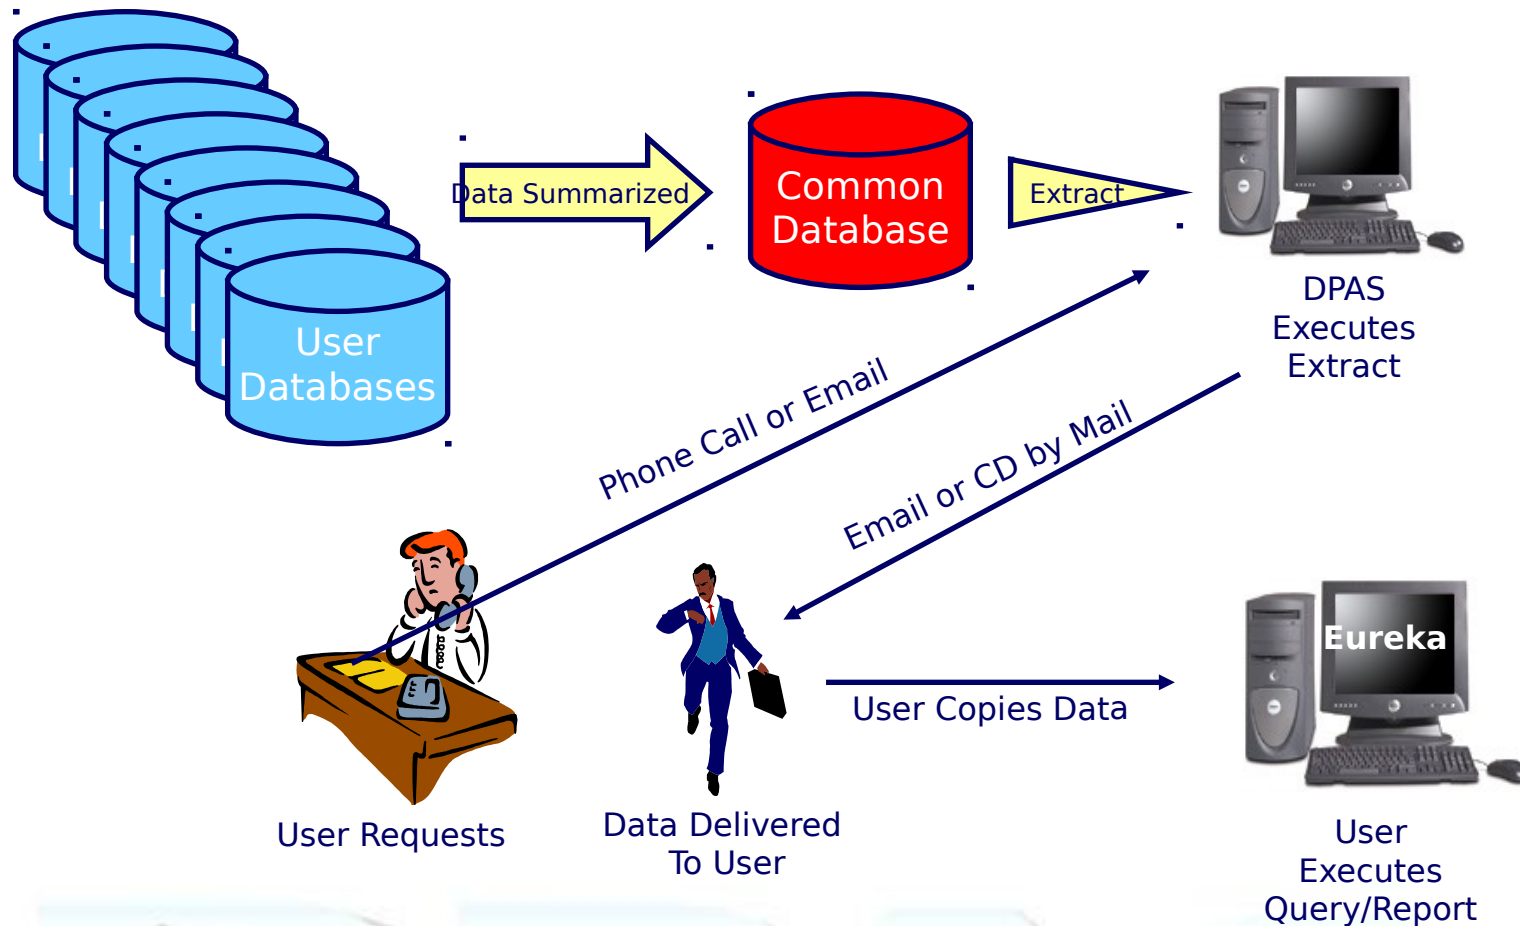 User
Databases
Data Summarized
Common
Database
Extract
DPAS
Executes
Extract
Phone Call or Email
Email or CD by Mail
Eureka
User Copies Data
User Requests
Data Delivered
To User
User
Executes
Query/Report